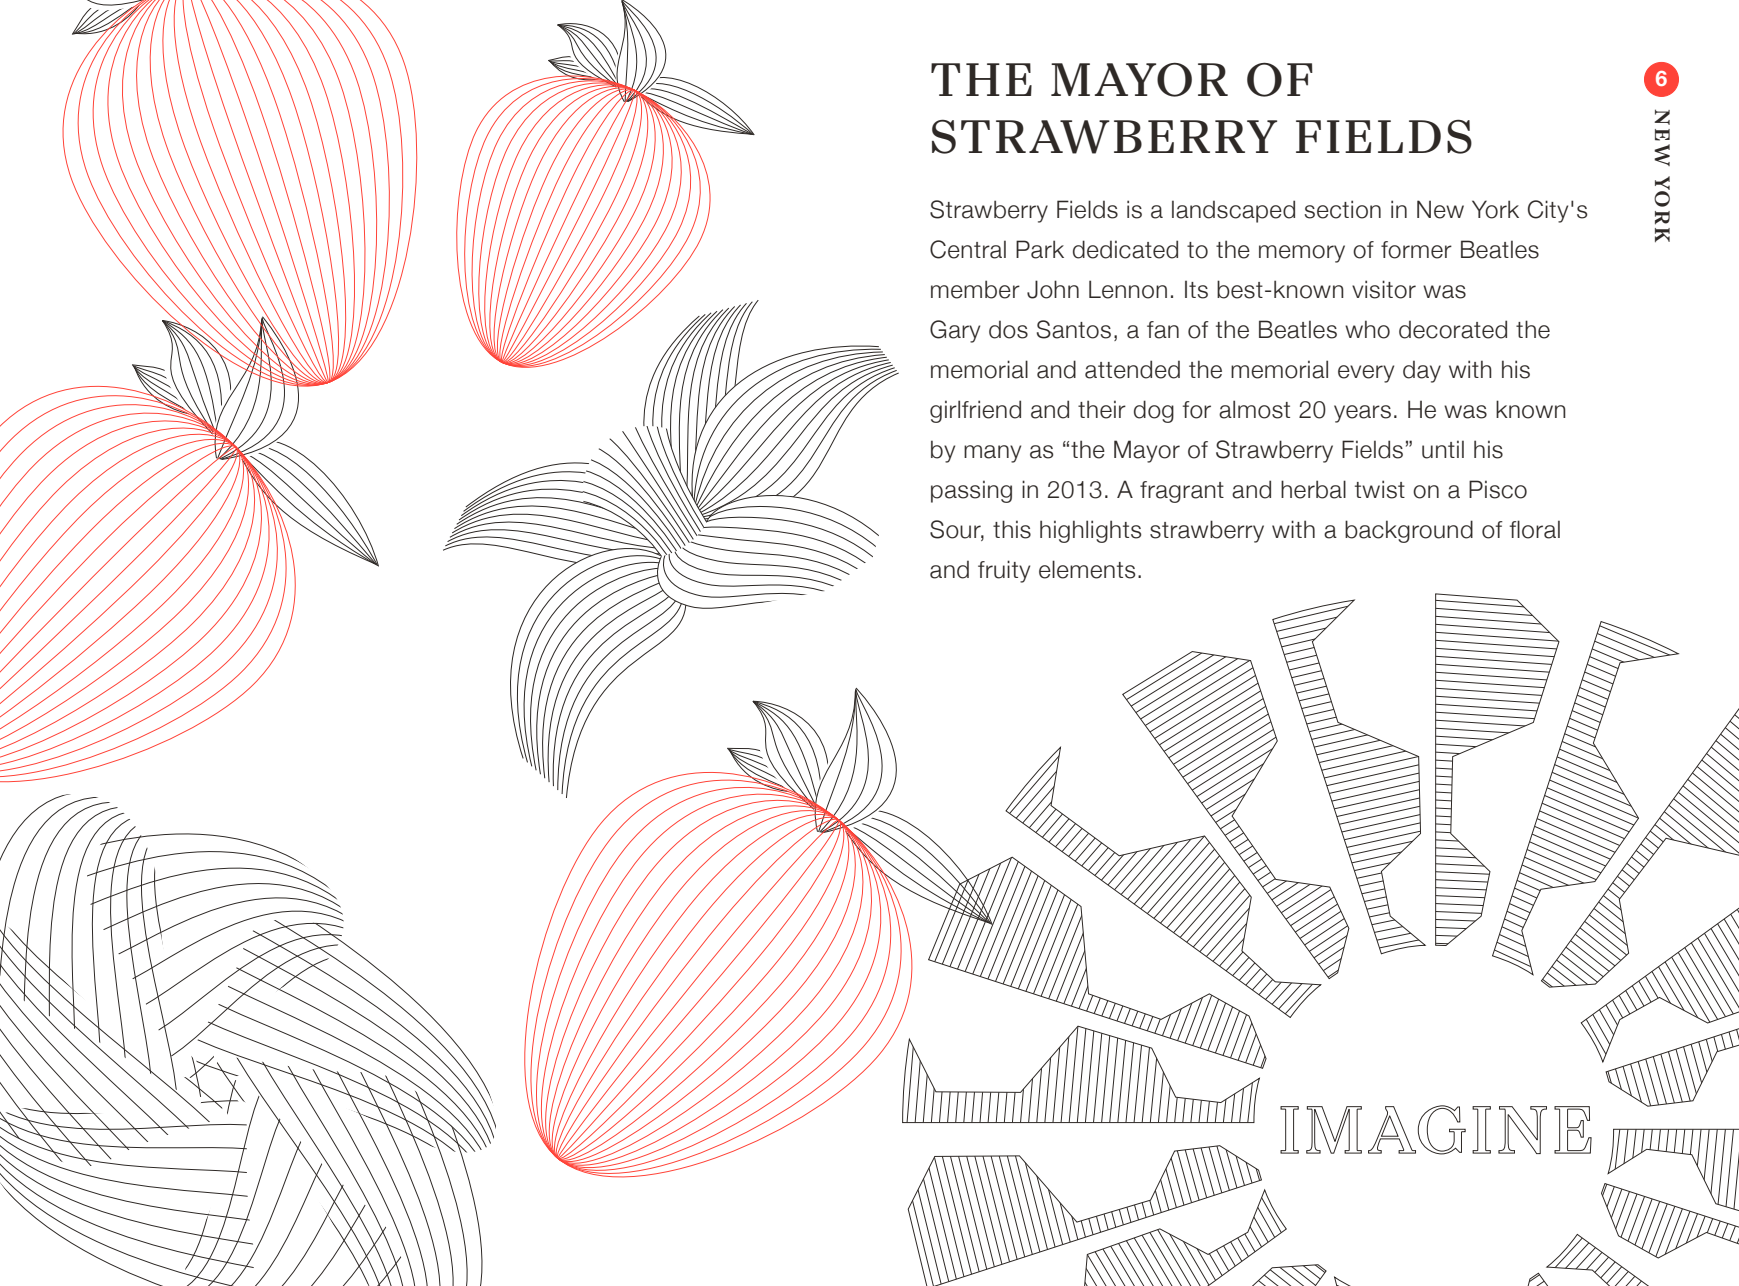 THE MAYOR OF
STRAWBERRY FIELDS
6
NEW YORK
Strawberry Fields is a landscaped section in New York City's
Central Park dedicated to the memory of former Beatles
member John Lennon. Its best-known visitor was
Gary dos Santos, a fan of the Beatles who decorated the
memorial and attended the memorial every day with his
girlfriend and their dog for almost 20 years. He was known
by many as “the Mayor of Strawberry Fields” until his
passing in 2013. A fragrant and herbal twist on a Pisco
Sour, this highlights strawberry with a background of floral
and fruity elements.
IMAGINE